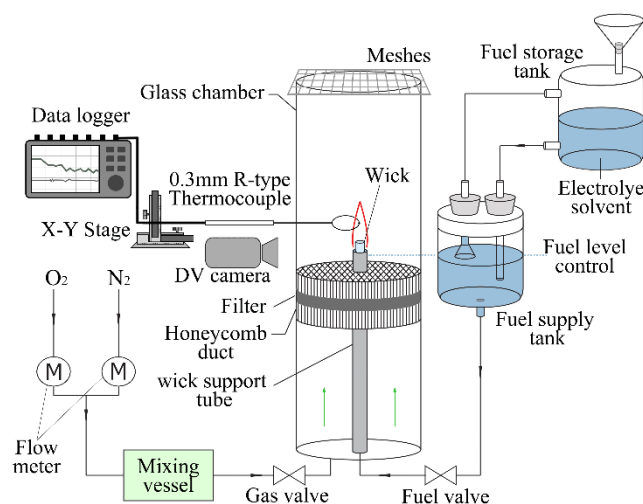 Meshes
Fuel storage
tank
Glass chamber
Data logger
0.3mm R-type
Thermocouple
Wick
Electrolye
solvent
X-Y Stage
DV camera
Fuel level
control
O2
N2
Filter
Honeycomb
duct
Fuel supply
tank
wick support
tube
M
M
Flow
meter
Mixing
vessel
Gas valve
Fuel valve